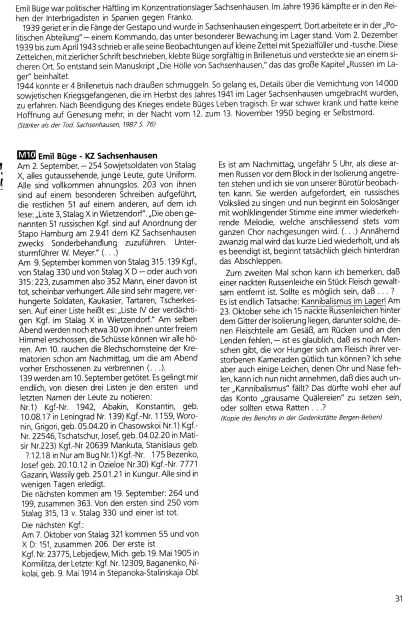 Emil Büge war politischer Häftling im Konzentrationslager Sachsenhausen. Im Jahre 1936 kämpfte er in den Reihen der Interbrigadisten in Spanien gegen Franko.
1939 geriet er in die Fänge der Gestapo und wurde in Sachsenhausen eingesperrt. Dort arbeitete er in der „Politischen Abteilung" — einem Kommando, das unter besonderer Bewachung im Lager stand. Vom 2. Dezember
1939 bis zum April 1943 schrieb er alle seine Beobachtungen auf kleine Zettel mit Spezialfüller und -tusche. Diese
Zettelchen, mit zierlicher Schrift beschrieben, klebte Büge sorgfältig in Brillenetuis und versteckte sie an einem sicheren Ort. So entstand sein Manuskript „Die Hölle von Sachsenhausen," das das große Kapitel „Russen im Lager" beinhaltet.
1944 konnte er 4 Brillenetuis nach draußen schmuggeln. So gelang es, Details über die Vernichtung von 14000
sowjetischen Kriegsgefangenen, die im Herbst des Jahres 1941 im Lager Sachsenhausen umgebracht wurden,
zu erfahren. Nach Beendigung des Krieges endete Büges Leben tragisch. Er war schwer krank und hatte keine
Hoffnung auf Genesung mehr, in der Nacht vom 12. zum 13. November 1950 beging er Selbstmord.
(Stärker als der Tod. Sachsenhausen, 1987 S. 76)
M10 Emil Büge - KZ Sachsenhausen
Am 2. September, — 254 Sowjetsoldaten von Stalag
X, alles gutaussehende, junge Leute, gute Uniform.
Alle sind vollkommen ahnungslos. 203 von ihnen
sind auf einem besonderen Schreiben aufgeführt,
die restlichen 51 auf einem anderen, auf dem ich
lese: „Liste 3, Stalag X in Wietzendorf". „Die oben genannten 51 russischen Kgf. sind auf Anordnung der
Stapo Hamburg am 2.9.41 dem KZ Sachsenhausen
zwecks Sonderbehandlung zuzuführen. Untersturmführer W. Meyer." (. . .)
Am 9. September kommen von Stalag 315: 139 Kgf.,
von Stalag 330 und von Stalag X D — oder auch von
315: 223, zusammen also 352 Mann, einer davon ist
tot, scheinbar verhungert. Alle sind sehr magere, verhungerte Soldaten, Kaukasier, Tartaren, Tscherkessen. Auf einer Liste heißt es: „Liste IV der verdächtigen Kgf. im Stalag X in Wietzendorf." Am selben
Abend werden noch etwa 30 von ihnen unter freiem
Himmel erschossen, die Schüsse können wir alle hören. Am 10. rauchen die Blechschornsteine der Krematorien schon am Nachmittag, um die am Abend
vorher Erschossenen zu verbrennen (. . .).
139 werden am 10. September getötet. Es gelingt mir
endlich, von diesen drei Listen je den ersten und
letzten Namen der Leute zu notieren:
Nr.1) Kgf-Nr. 1942, Abakin, Konstantin, geb.
10.08.17 in Leningrad Nr. 139) Kgf.-Nr. 1159, Woronin, Grigori, geb. 05.04.20 in Chasowskoi Nr.1) Kgf.-
Nr. 22546, Tschatschur, Josef, geb. 04.02.20 in Matisir Nr.23) Kgf.-Nr 20639 Mankuta, Stanislaus geb.
?.12.18 in Nur am Bug Nr.1) Kgf.-Nr. 175 Bezenko,
Josef geb. 20.10.12 in Ozieloe Nr.30) Kgf.-Nr. 7771
Gazarin, Wassily geb. 25.01.21 in Kungur. Alle sind in
wenigen Tagen erledigt.
Die nächsten kommen am 19. September: 264 und
199, zusammen 363. Von den ersten sind 250 vom
Stalag 315, 13 v. Stalag 330 und einer ist tot.
Die nächsten Kgf.:
Am 7. Oktober von Stalag 321 kommen 55 und von
X D: 151, zusammen 206. Der erste ist
Kgf. Nr. 23775, Lebjedjew, Mich. geb. 19. Mai 1905 in
Kormilitza, der Letzte: Kgf. Nr. 12309, Baganenko, Nikolai, geb. 9. Mai 1914 in Stepanoka-Stalinskaja Obl.
Es ist am Nachmittag, ungefähr 5 Uhr, als diese armen Russen vor dem Block in der Isolierung angetreten stehen und ich sie von unserer Bürotür beobachten kann. Sie werden aufgefordert, ein russisches
Volkslied zu singen und nun beginnt ein Solosänger
mit wohlklingender Stimme eine immer wiederkehrende Melodie, welche anschliessend stets vom
ganzen Chor nachgesungen wird. (. . .) Annähernd
zwanzig mal wird das kurze Lied wiederholt, und als
es beendigt ist, beginnt tatsächlich gleich hinterdran
das Abschleppen.
Zum zweiten Mal schon kann ich bemerken, daß
einer nackten Russenleiche ein Stück Fleisch gewaltsam entfernt ist. Sollte es möglich sein, daß . . . ?
Es ist endlich Tatsache: Kannibalismus im Lager! Am
23. Oktober sehe ich 15 nackte Russenleichen hinter
dem Gitter der Isolierung liegen, darunter solche, denen Fleischteile am Gesäß, am Rücken und an den
Lenden fehlen, — ist es glaublich, daß es noch Menschen gibt, die vor Hunger sich am Fleisch ihrer verstorbenen Kameraden gütlich tun können? Ich sehe
aber auch einige Leichen, denen Ohr und Nase fehlen, kann ich nun nicht annehmen, daß dies auch unter „Kannibalismus" fällt? Das dürfte wohl eher auf
das Konto „grausame Quälereien" zu setzen sein,
oder sollten etwa Ratten . . .?
(Kopie des Berichts in der Gedenkstätte Bergen-Belsen)
31